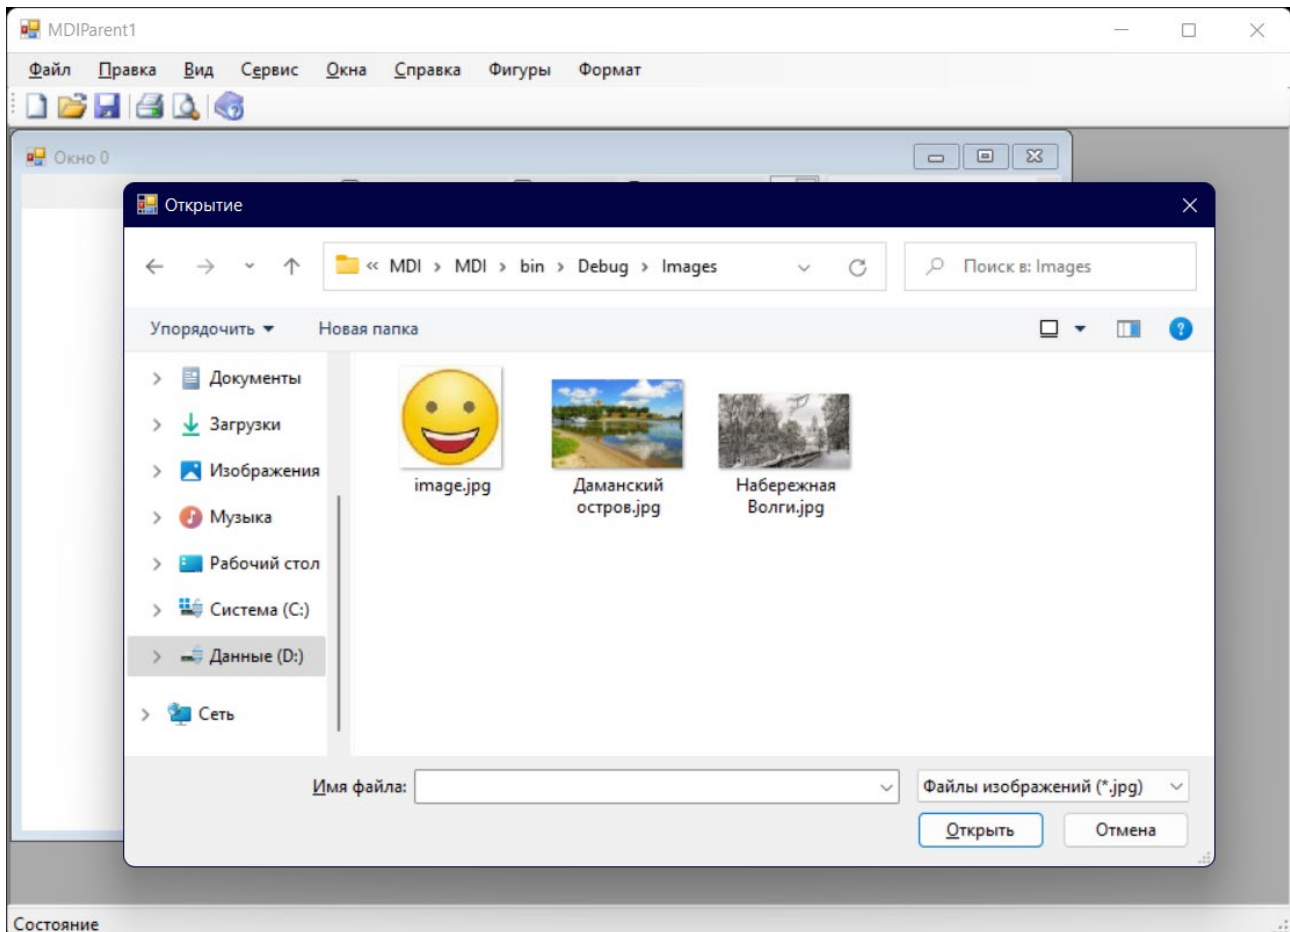 MDIParent1
Файл Правка Вид Сервис Окна Справка Фигуры Формат
Окно 0
Открытие
« MDI > MDI > bin > Debug > Images
Поиск в: Images
Упорядочить Новая папка
Документы
Загрузки
Изображения
Музыка
Рабочий стол
Система (C:)
Данные (D:)
Сеть
image.jpg
Даманский
остров.jpg
Набережная
Волги.jpg
Имя файла:
Файлы изображений (*.jpg)
Открыть Отмена
Состояние